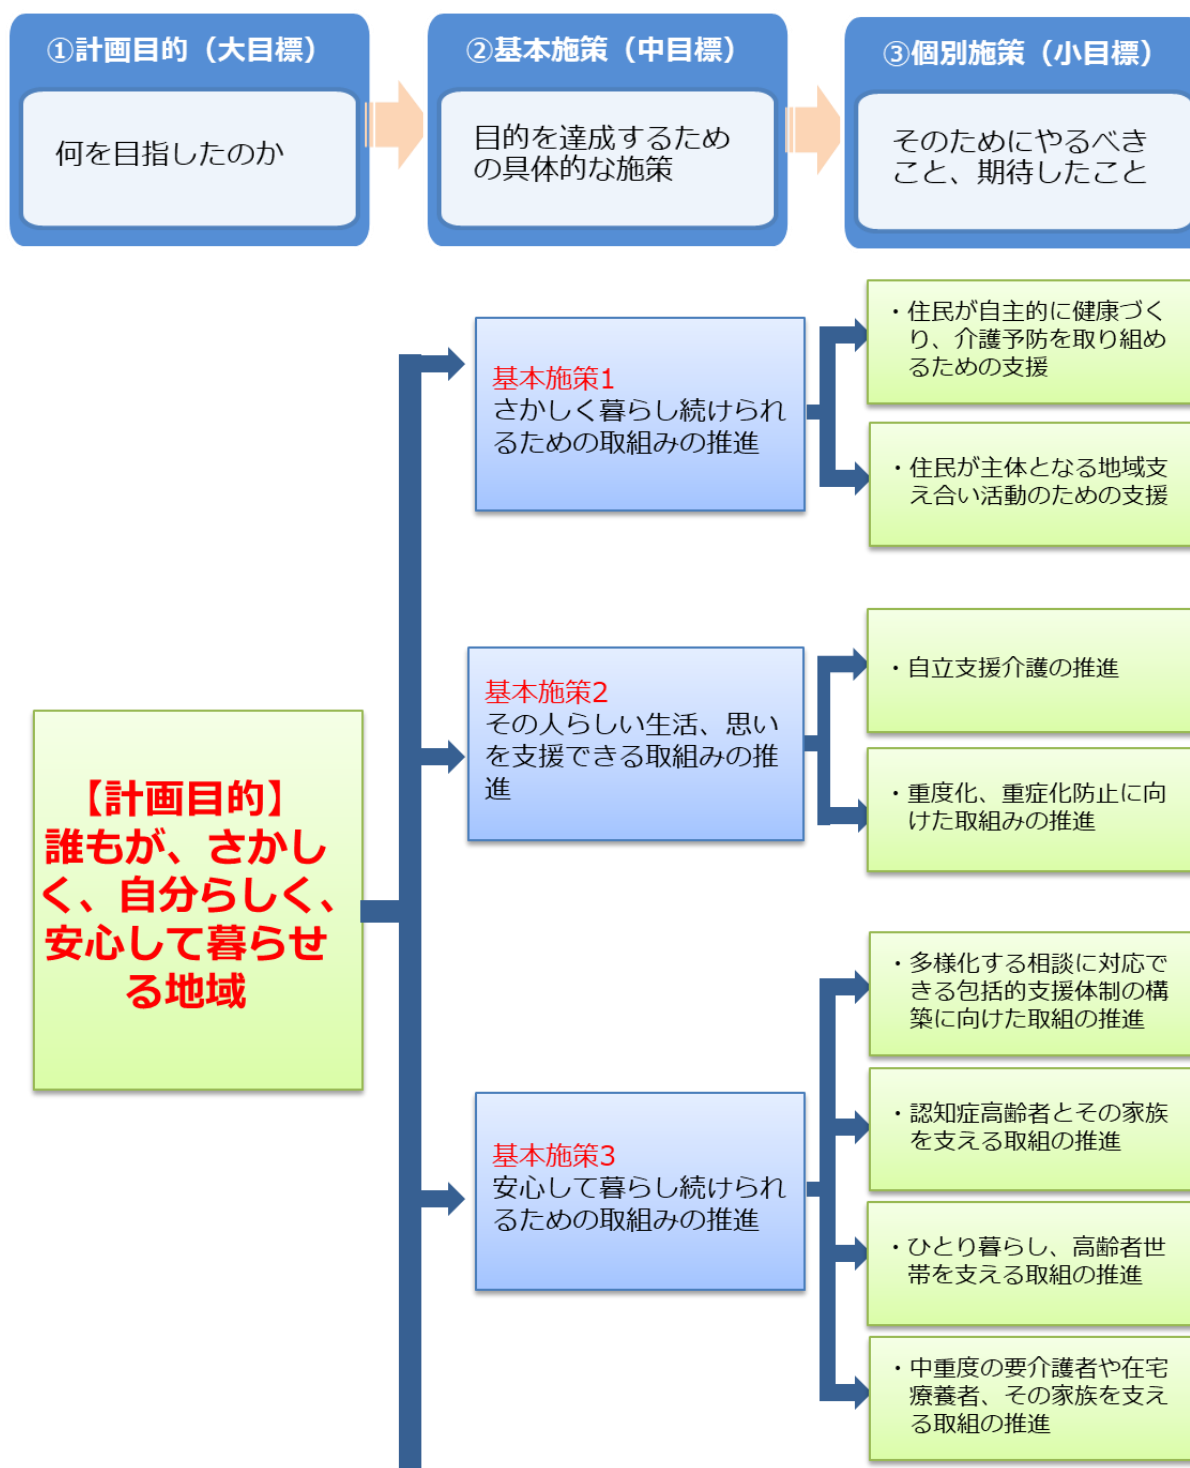 ①計画目的（大目標）
何を目指したのか
②基本施策（中目標）
目的を達成するため
の具体的な施策
③個別施策（小目標）
そのためにやるべき
こと、期待したこと
【計画目的】
誰もが、さかし
く、自分らしく、
安心して暮らせ
る地域
基本施策1
さかしく暮らし続けられ
るための取組みの推進
・住民が自主的に健康づく
り、介護予防を取り組め
るための支援
・住民が主体となる地域支
え合い活動のための支援
基本施策2
その人らしい生活、思い
を支援できる取組みの推
進
・自立支援介護の推進
・重度化、重症化防止に向
けた取組みの推進
基本施策3
安心して暮らし続けられ
るための取組みの推進
・多様化する相談に対応で
きる包括的支援体制の構
築に向けた取組の推進
・認知症高齢者とその家族
を支える取組の推進
・ひとり暮らし、高齢者世
帯を支える取組の推進
・中重度の要介護者や在宅
療養者、その家族を支え
る取組の推進